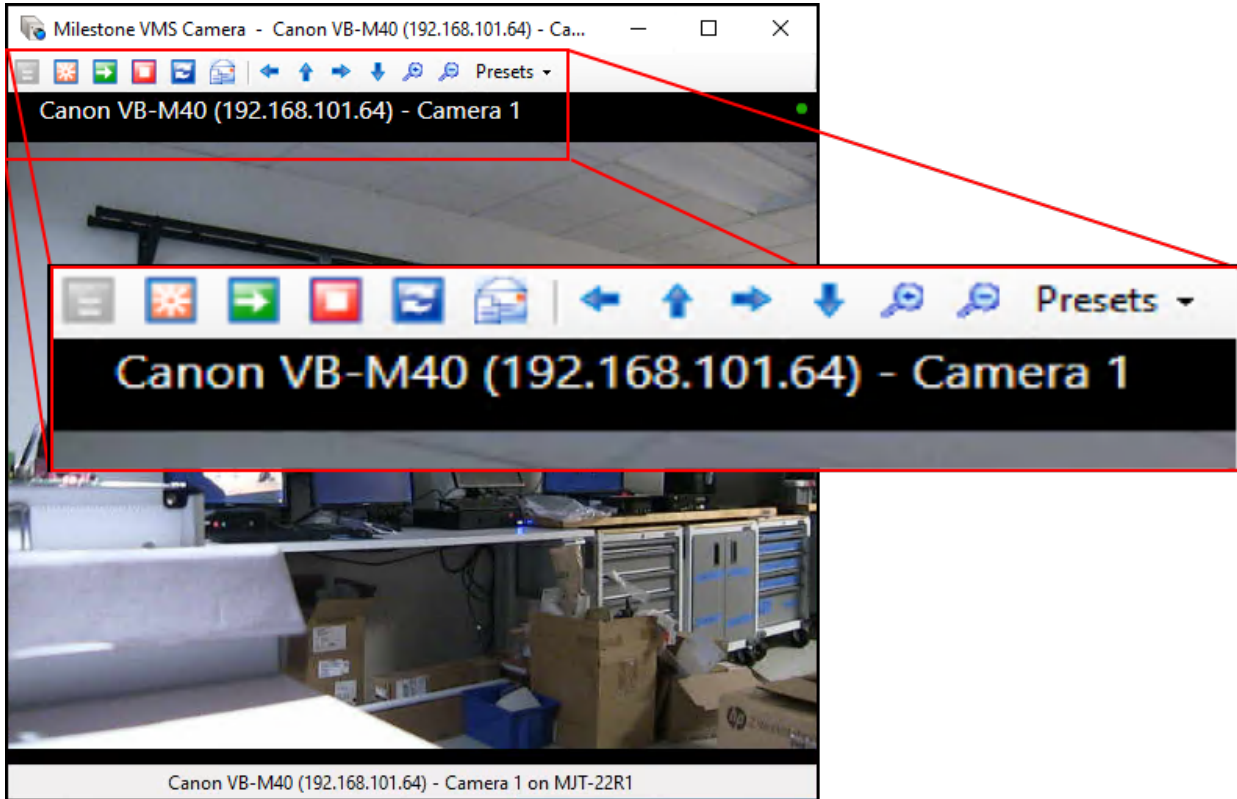 Milestone VMS Camera - Canon VB-M40 (192.168.101.64) - Ca...
Presets
Canon VB-M40 (192.168.101.64) - Camera 1
Presets
Canon VB-M40 (192.168.101.64) - Camera 1
hp
Canon VB-M40 (192.168.101.64) - Camera 1 on MJT-22R1